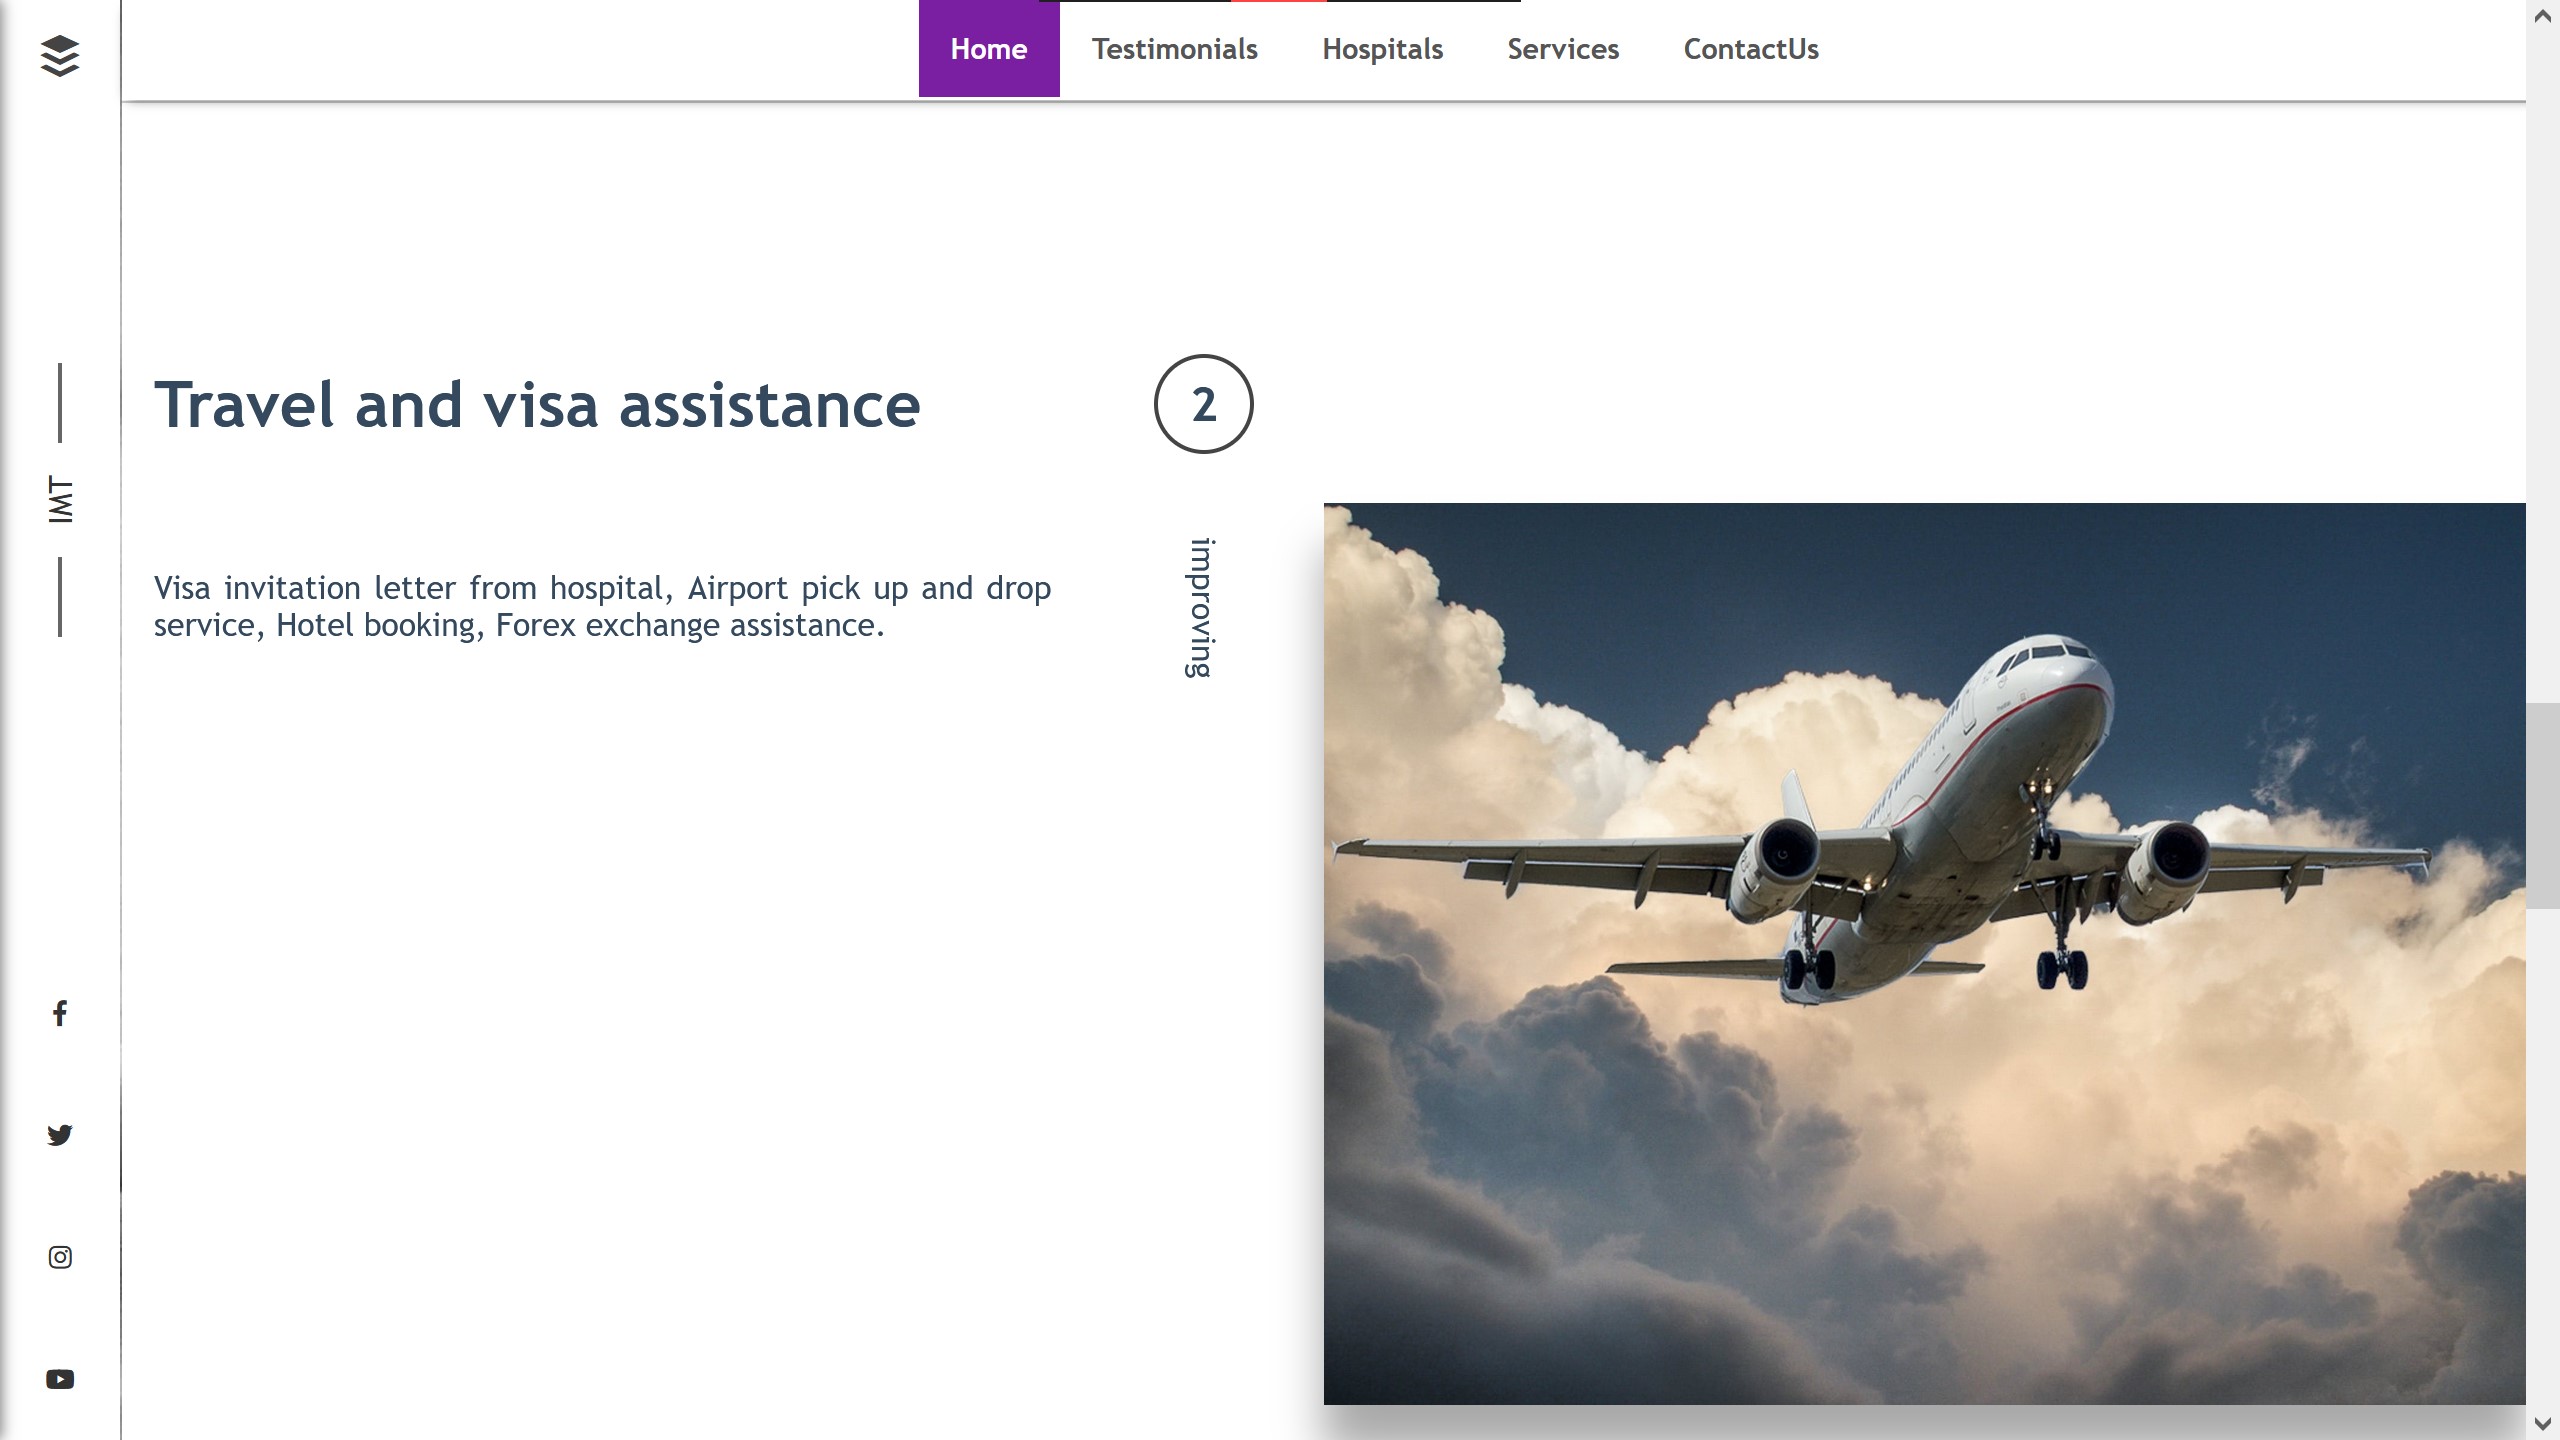 Home Testimonials Hospitals Services ContactUs
IMT
Travel and visa assistance
2
improving
Visa invitation letter from hospital, Airport pick up and drop
service, Hotel booking, Forex exchange assistance.